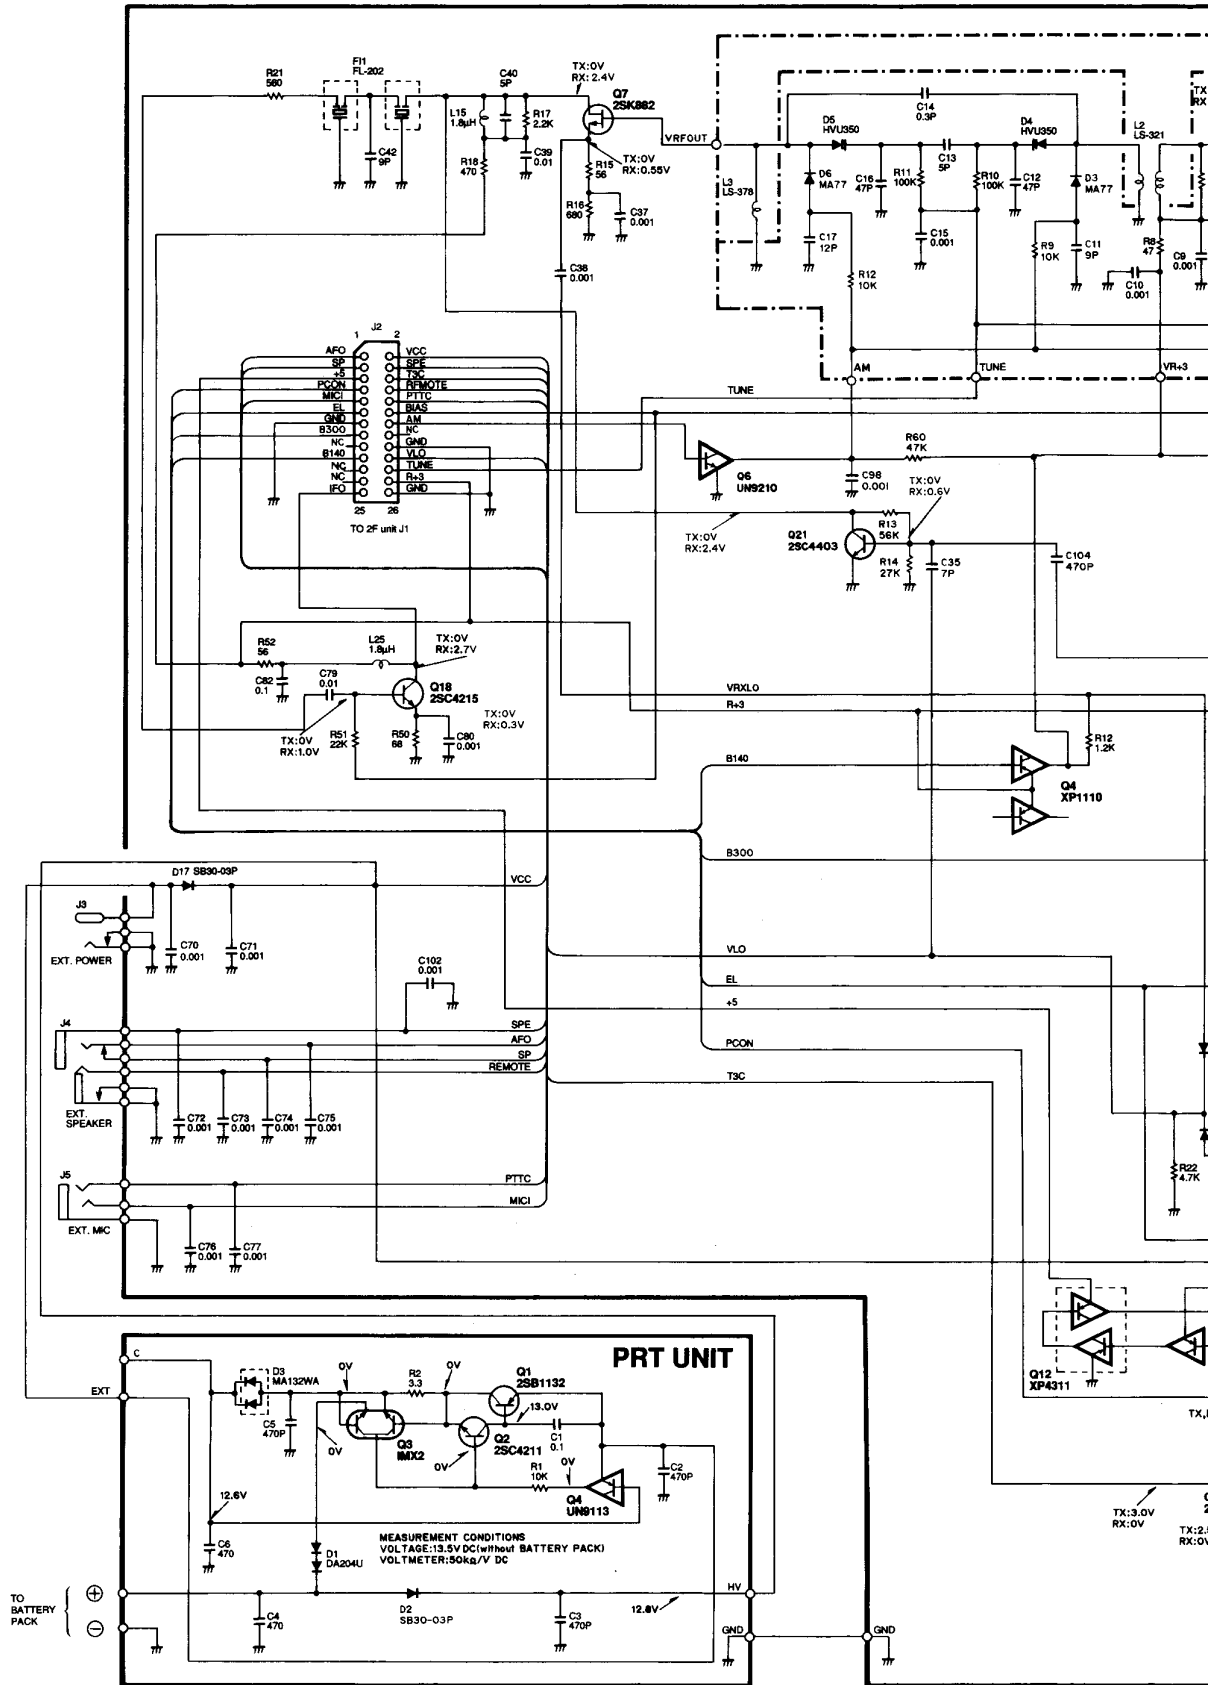 R21
560
FI1
FL-202
C42
9P
L15
1.8μH
C40
5P
R17
2.2K
C39
0.01
R18
470
TX:0V
RX:2.4V
Q7
2SK882
TX:0V
RX:0.55V
R15
56
R16
680
C37
0.001
C38
0.001
VRFOUT
L3
LS-378
D5
HVU350
C14
0.3P
D4
HVU350
L2
LS-321
TX
RX
D6
MA77
C16
47P
R11
100K
C13
5P
R10
100K
C12
47P
D3
MA77
C17
12P
C15
0.001
R12
10K
R9
10K
C11
9P
R8
47
C10
0.001
C9
0.001
AM
TUNE
VR+3
TUNE
J2
1
2
AFO
SP
+5
PCON
MICI
EL
GND
B300
NC
B140
NC
NC
IFO
VCC
SPE
T3C
REMOTE
PTTC
BIAS
AM
NC
GND
VLO
TUNE
R+3
GND
25
26
TO 2F unit J1
Q6
UN9210
R60
47K
C98
0.001
TX:0V
RX:0.6V
TX:0V
RX:2.4V
Q21
2SC4403
R13
56K
R14
27K
C35
7P
C104
470P
R52
56
L25
1.8μH
TX:0V
RX:2.7V
C82
0.1
C79
0.01
Q18
2SC4215
TX:0V
RX:1.0V
R51
22K
R50
68
C80
0.001
TX:0V
RX:0.3V
VRXLO
R+3
R12
1.2K
B140
Q4
XP1110
B300
D17 SB30-03P
VCC
J3
EXT. POWER
C70
0.001
C71
0.001
C102
0.001
VLO
EL
+5
PCON
T3C
J4
SPE
AFO
SP
REMOTE
EXT.
SPEAKER
C72
0.001
C73
0.001
C74
0.001
C75
0.001
R22
4.7K
J5
PTTC
MICI
EXT. MIC
C76
0.001
C77
0.001
Q12
XP4311
PRT UNIT
C
EXT
D3
MA132WA
C5
470P
0V
R2
3.3
0V
Q1
2SB1132
13.0V
Q3
IMX2
0V
Q2
2SC4211
C1
0.1
0V
R1
10K
0V
Q4
UN9113
C2
470P
12.6V
C6
470
D1
DA204U
MEASUREMENT CONDITIONS
VOLTAGE:13.5V DC(without BATTERY PACK)
VOLTMETER:50kΩ/V DC
TO
BATTERY
PACK
+
−
C4
470
D2
SB30-03P
C3
470P
12.8V
HV
GND
GND
TX:3.0V
RX:0V
TX:2.
RX:0V